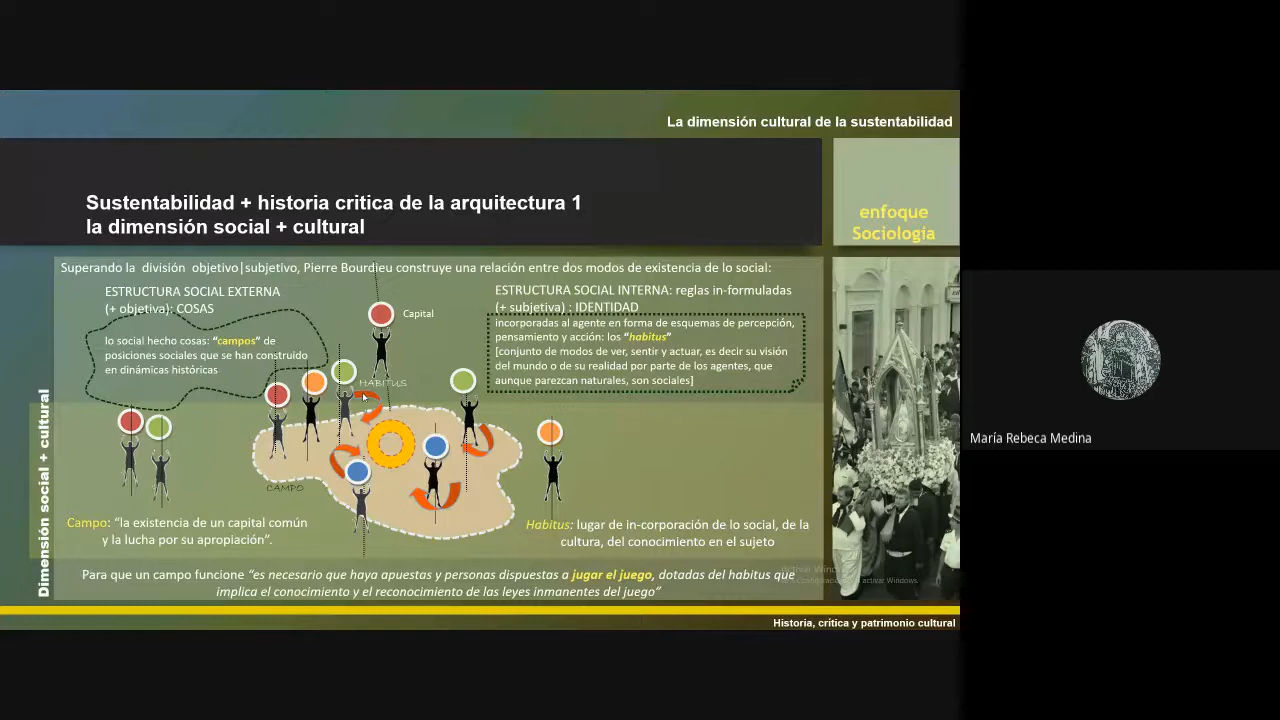 La dimensión cultural de la sustentabilidad
Sustentabilidad + historia critica de la arquitectura 1
la dimensión social + cultural
enfoque
Sociología
Superando la división objetivo|subjetivo, Pierre Bourdieu construye una relación entre dos modos de existencia de lo social:
ESTRUCTURA SOCIAL EXTERNA
(+ objetiva): COSAS
lo social hecho cosas: “campos” de
posiciones sociales que se han construido
en dinámicas históricas
Capital
ESTRUCTURA SOCIAL INTERNA: reglas in-formuladas
(+ subjetiva) : IDENTIDAD
incorporadas al agente en forma de esquemas de percepción,
pensamiento y acción: los “habitus”
[conjunto de modos de ver, sentir y actuar, es decir su visión
del mundo o de su realidad por parte de los agentes, que
aunque parezcan naturales, son sociales]
HABITUS
CAMPO
Dimensión social + cultural
Campo: “la existencia de un capital común
y la lucha por su apropiación”.
Habitus: lugar de in-corporación de lo social, de la
cultura, del conocimiento en el sujeto
Para que un campo funcione “es necesario que haya apuestas y personas dispuestas a jugar el juego, dotadas del habitus que
implica el conocimiento y el reconocimiento de las leyes inmanentes del juego”
activar Windows.
Historia, crítica y patrimonio cultural
María Rebeca Medina